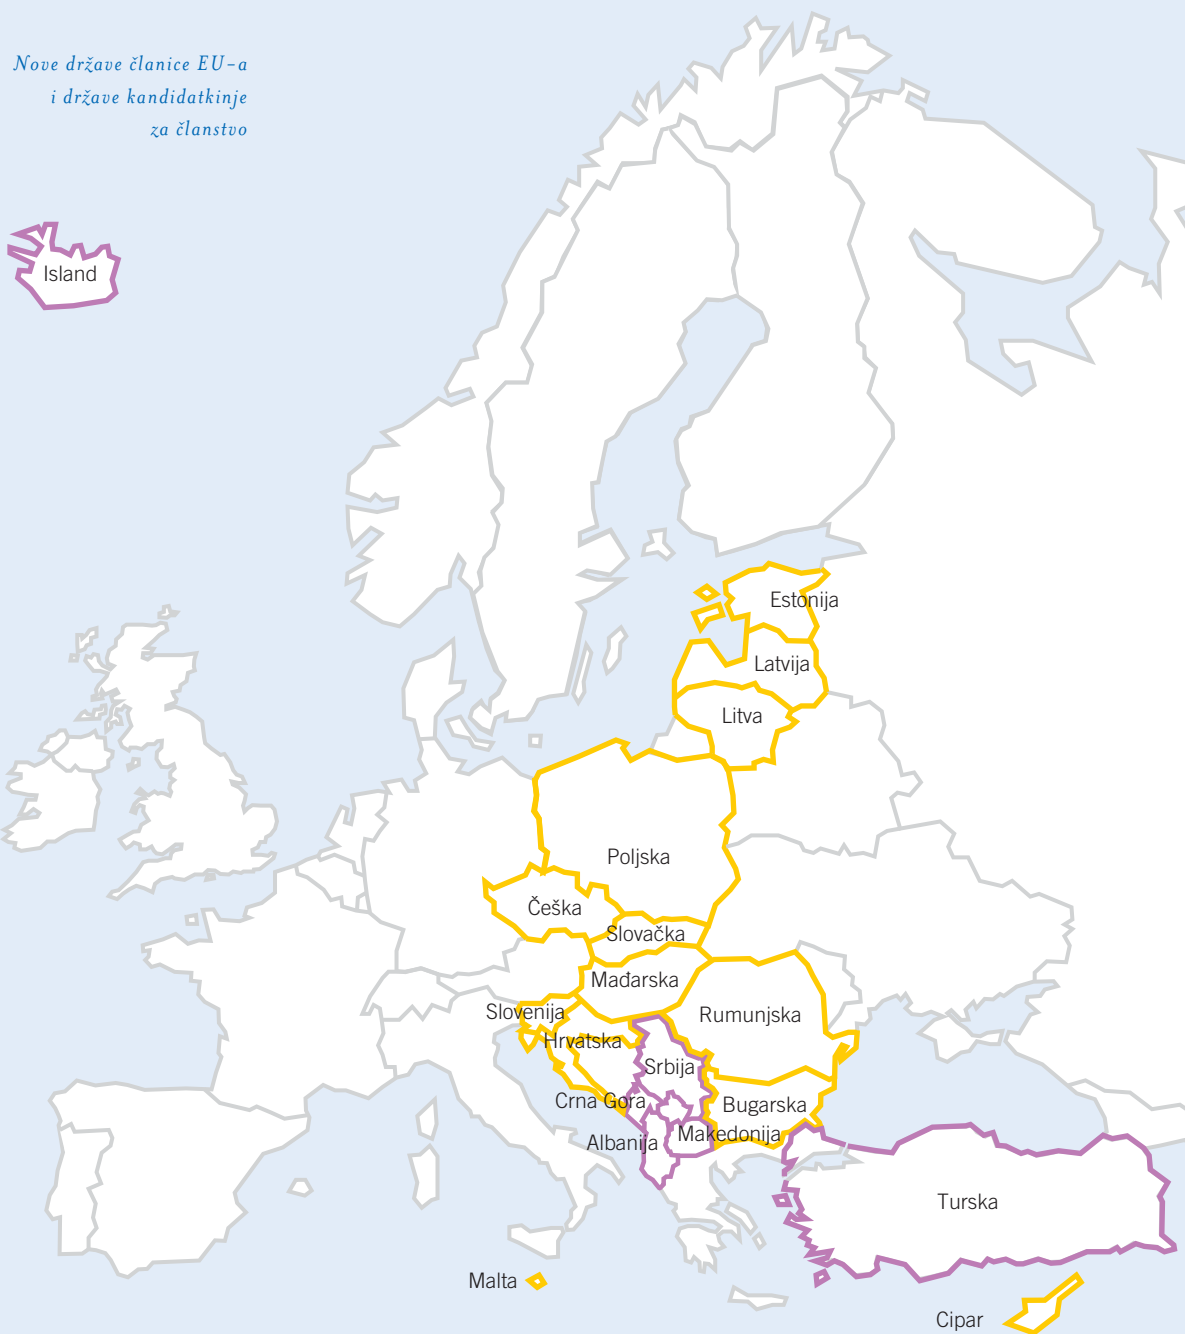 Nove države članice EU-a
i države kandidatkinje
za članstvo
Island
Estonija
Latvija
Litva
Poljska
Češka
Slovačka
Mađarska
Slovenija
Rumunjska
Hrvatska
Srbija
Crna Gora
Bugarska
Makedonija
Albanija
Turska
Malta
Cipar